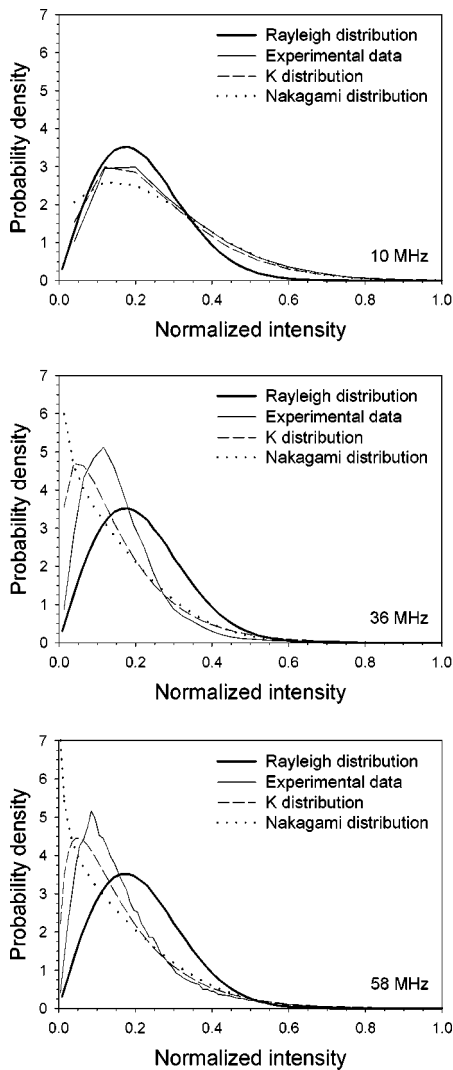 7
Rayleigh distribution
Experimental data
K distribution
Nakagami distribution
6
5
4
3
2
1
0
Probability density
10 MHz
0.0 0.2 0.4 0.6 0.8 1.0
Normalized intensity
7
Rayleigh distribution
Experimental data
K distribution
Nakagami distribution
6
5
4
3
2
1
0
Probability density
36 MHz
0.0 0.2 0.4 0.6 0.8 1.0
Normalized intensity
7
Rayleigh distribution
Experimental data
K distribution
Nakagami distribution
6
5
4
3
2
1
0
Probability density
58 MHz
0.0 0.2 0.4 0.6 0.8 1.0
Normalized intensity